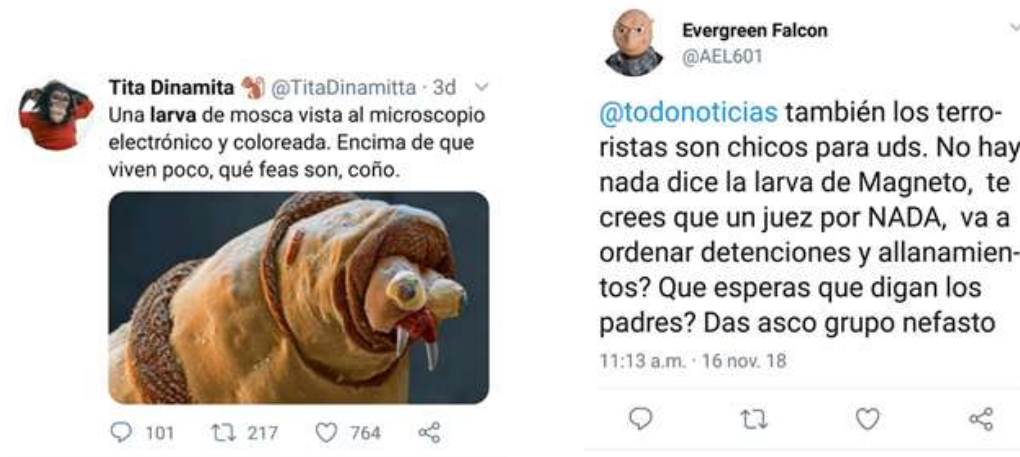 Tita Dinamita @TitaDinamitta · 3d
Una larva de mosca vista al microscopio
electrónico y coloreada. Encima de que
viven poco, qué feas son, coño.
101 217 764
Evergreen Falcon
@AEL601
@todonoticias también los terro-
ristas son chicos para uds. No hay
nada dice la larva de Magneto, te
crees que un juez por NADA, va a
ordenar detenciones y allanamien-
tos? Que esperas que digan los
padres? Das asco grupo nefasto
11:13 a.m. · 16 nov. 18